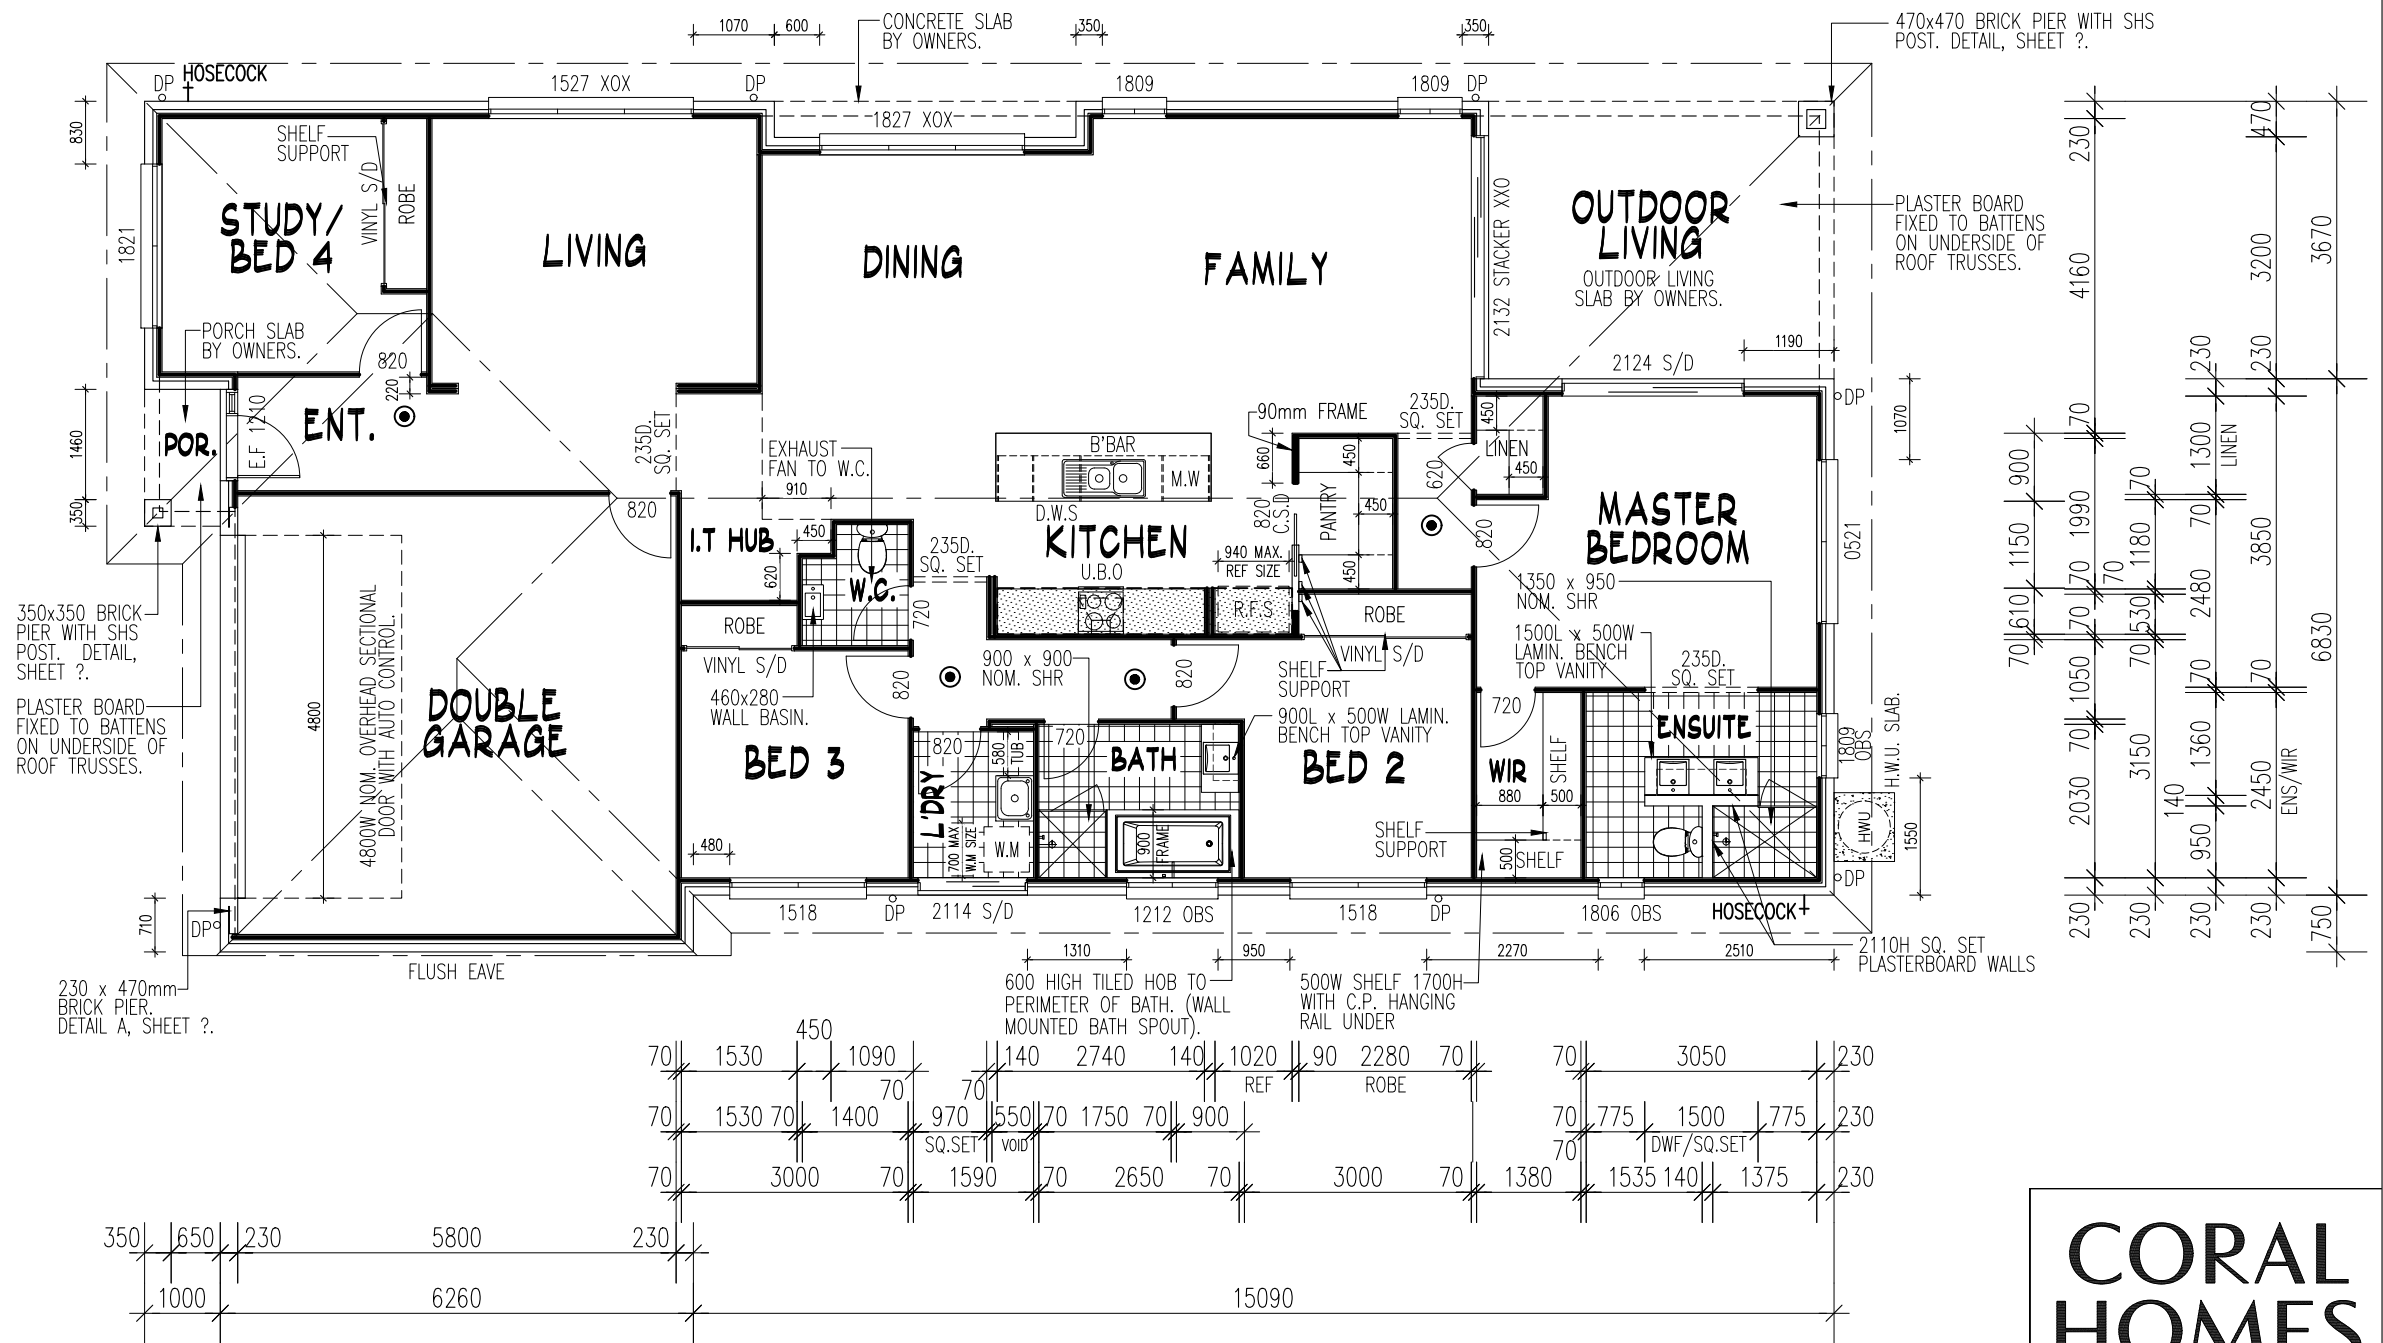 1070
600
CONCRETE SLAB
BY OWNERS.
350
350
470x470 BRICK PIER WITH SHS
POST. DETAIL, SHEET ?.
DP
HOSECOCK
1527 XOX
DP
1809
1809
DP
1827 XOX
830
SHELF
SUPPORT
VINYL S/D
ROBE
STUDY/
BED 4
1821
LIVING
DINING
FAMILY
2132 STACKER XXO
OUTDOOR
LIVING
OUTDOOR LIVING
SLAB BY OWNERS.
PLASTER BOARD
FIXED TO BATTENS
ON UNDERSIDE OF
ROOF TRUSSES.
230
470
4160
3200
3670
230
230
PORCH SLAB
BY OWNERS.
820
220
1190
2124 S/D
DP
1070
1460
POR.
E.F 1210
ENT.
235D.
SQ. SET
EXHAUST
FAN TO W.C.
910
B'BAR
M.W
D.W.S
90mm FRAME
660
450
235D.
SQ. SET
450
LINEN
450
620
70
900
1990
1300
LINEN
70
350
820
I.T HUB
450
620
W.C.
235D.
SQ. SET
720
KITCHEN
U.B.O
940 MAX.
REF SIZE
R.F.S
820
C.S.D
PANTRY
450
450
820
MASTER
BEDROOM
0521
1150
1180
70
3850
2480
70
70
350x350 BRICK
PIER WITH SHS
POST. DETAIL,
SHEET ?.
PLASTER BOARD
FIXED TO BATTENS
ON UNDERSIDE OF
ROOF TRUSSES.
4800
4800W NOM. OVERHEAD SECTIONAL
DOOR WITH AUTO CONTROL.
DOUBLE
GARAGE
ROBE
VINYL S/D
460x280
WALL BASIN.
820
900 x 900
NOM. SHR
820
ROBE
VINYL S/D
SHELF
SUPPORT
900L x 500W LAMIN.
BENCH TOP VANITY
1350 x 950
NOM. SHR
1500L x 500W
LAMIN. BENCH
TOP VANITY
235D.
SQ. SET
610
70
530
70
70
1050
70
70
70
6830
BED 3
480
820
580
TUB
L'DRY
700 MAX
W.M SIZE
W.M
720
BATH
900
FRAME
BED 2
720
WIR
880
500
SHELF
SHELF
SUPPORT
500
SHELF
ENSUITE
1809
OBS
H.W.U. SLAB.
HWU
1550
70
2030
3150
140
1360
950
2450
ENS/WIR
710
DP
1518
DP
2114 S/D
1212 OBS
1518
DP
1806 OBS
HOSECOCK
DP
230
230
230
230
750
FLUSH EAVE
1310
950
2270
2510
2110H SQ. SET
PLASTERBOARD WALLS
230 x 470mm
BRICK PIER.
DETAIL A, SHEET ?.
600 HIGH TILED HOB TO
PERIMETER OF BATH. (WALL
MOUNTED BATH SPOUT).
500W SHELF 1700H
WITH C.P. HANGING
RAIL UNDER
450
70 1530 1090 140 2740 140 1020 90 2280 70 70 3050 230
70 70 REF ROBE
70 1530 70 1400 970 550 70 1750 70 900 70 775 1500 775 230
SQ.SET VOID 70 DWF/SQ.SET
70 3000 70 1590 70 2650 70 3000 70 1380 1535 140 1375 230
350 650 230 5800 230
1000 6260 15090
CORAL
HOMES